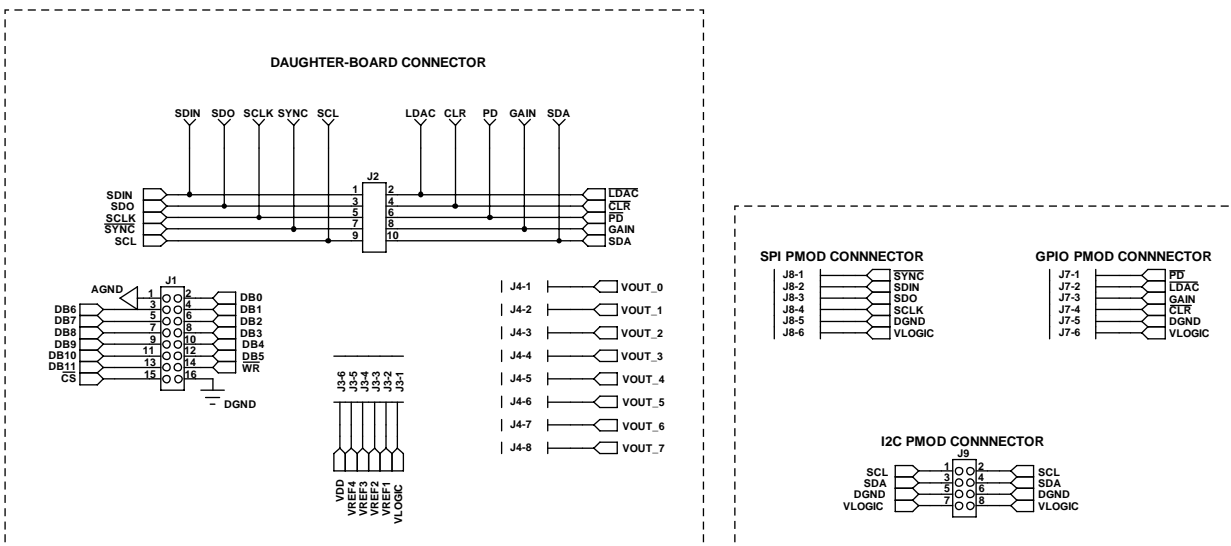 DAUGHTER-BOARD CONNECTOR
SDIN SDO SCLK SYNC SCL LDAC CLR PD GAIN SDA
J2
SDIN 1 2 LDAC
SDO 3 4 CLR
SCLK 5 6 PD
SYNC 7 8 GAIN
SCL 9 10 SDA
J1
AGND 1 2 DB0
DB6 3 4 DB1
DB7 5 6 DB2
DB8 7 8 DB3
DB9 9 10 DB4
DB10 11 12 DB5
DB11 13 14 WR
CS 15 16
DGND
J3-6 J3-5 J3-4 J3-3 J3-2 J3-1
VDD VREF4 VREF3 VREF2 VREF1 VLOGIC
J4-1 VOUT_0
J4-2 VOUT_1
J4-3 VOUT_2
J4-4 VOUT_3
J4-5 VOUT_4
J4-6 VOUT_5
J4-7 VOUT_6
J4-8 VOUT_7
SPI PMOD CONNNECTOR
J8-1 SYNC
J8-2 SDIN
J8-3 SDO
J8-4 SCLK
J8-5 DGND
J8-6 VLOGIC
GPIO PMOD CONNNECTOR
J7-1 PD
J7-2 LDAC
J7-3 GAIN
J7-4 CLR
J7-5 DGND
J7-6 VLOGIC
I2C PMOD CONNNECTOR
J9
SCL 1 2 SCL
SDA 3 4 SDA
DGND 5 6 DGND
VLOGIC 7 8 VLOGIC